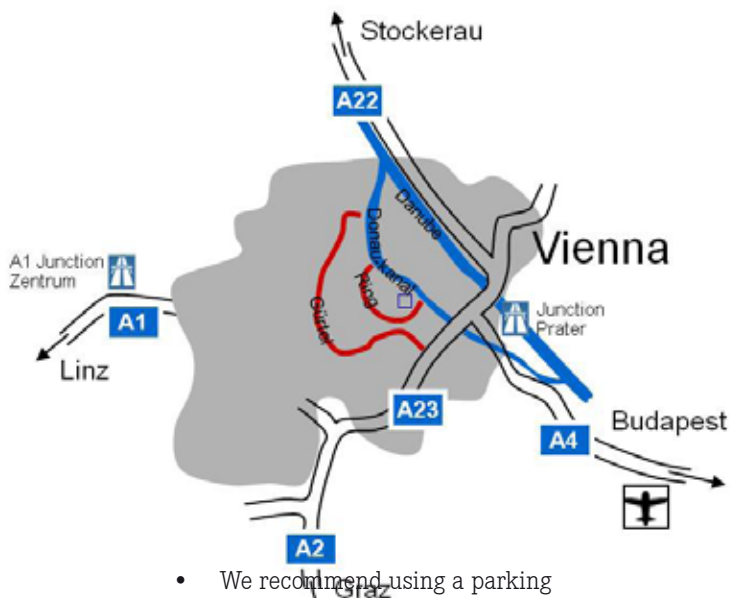 Stockerau
A22
Danube
Donaukanal
Vienna
A1 Junction
Zentrum
Ring
Gürtel
Junction
Prater
A1
Linz
A23
Budapest
A4
A2
• We recommend using a parking
Graz